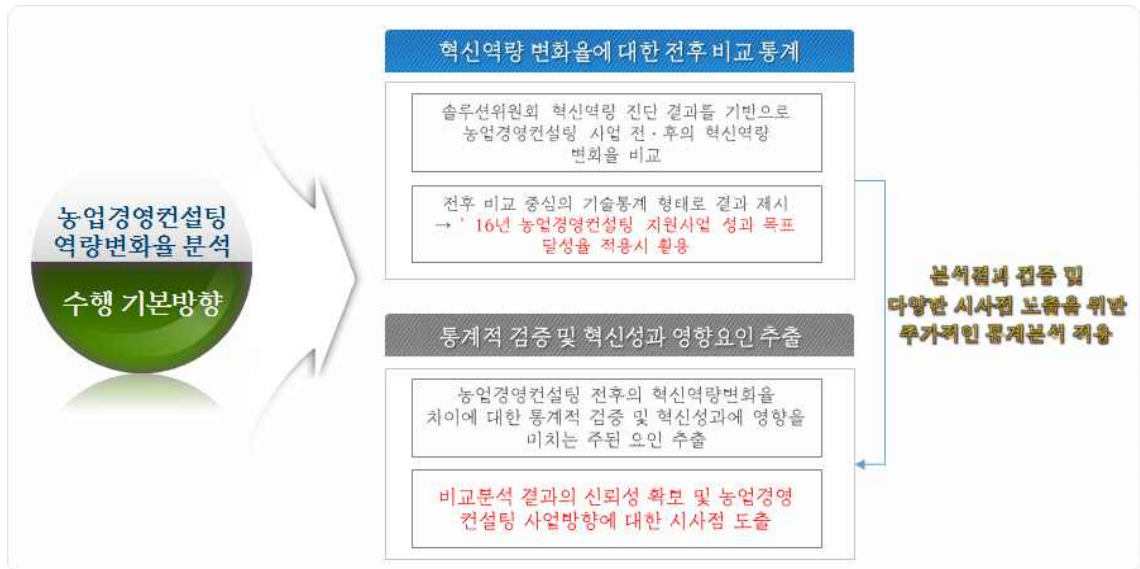 농업경영컨설팅
역량변화율 분석
수행 기본방향
혁신역량 변화율에 대한 전후 비교 통계
솔루션위원회 혁신역량 진단 결과를 기반으로
농업경영컨설팅 사업 전·후의 혁신역량
변화율 비교
전후 비교 중심의 기술통계 형태로 결과 제시
→ ' 16년 농업경영컨설팅 지원사업 성과 목표
달성율 적용시 활용
분석결과 검증 및
다양한 시사점 도출을 위한
추가적인 통계분석 적용
통계적 검증 및 혁신성과 영향요인 추출
농업경영컨설팅 전후의 혁신역량변화율
차이에 대한 통계적 검증 및 혁신성과에 영향을
미치는 주된 요인 추출
비교분석 결과의 신뢰성 확보 및 농업경영
컨설팅 사업방향에 대한 시사점 도출